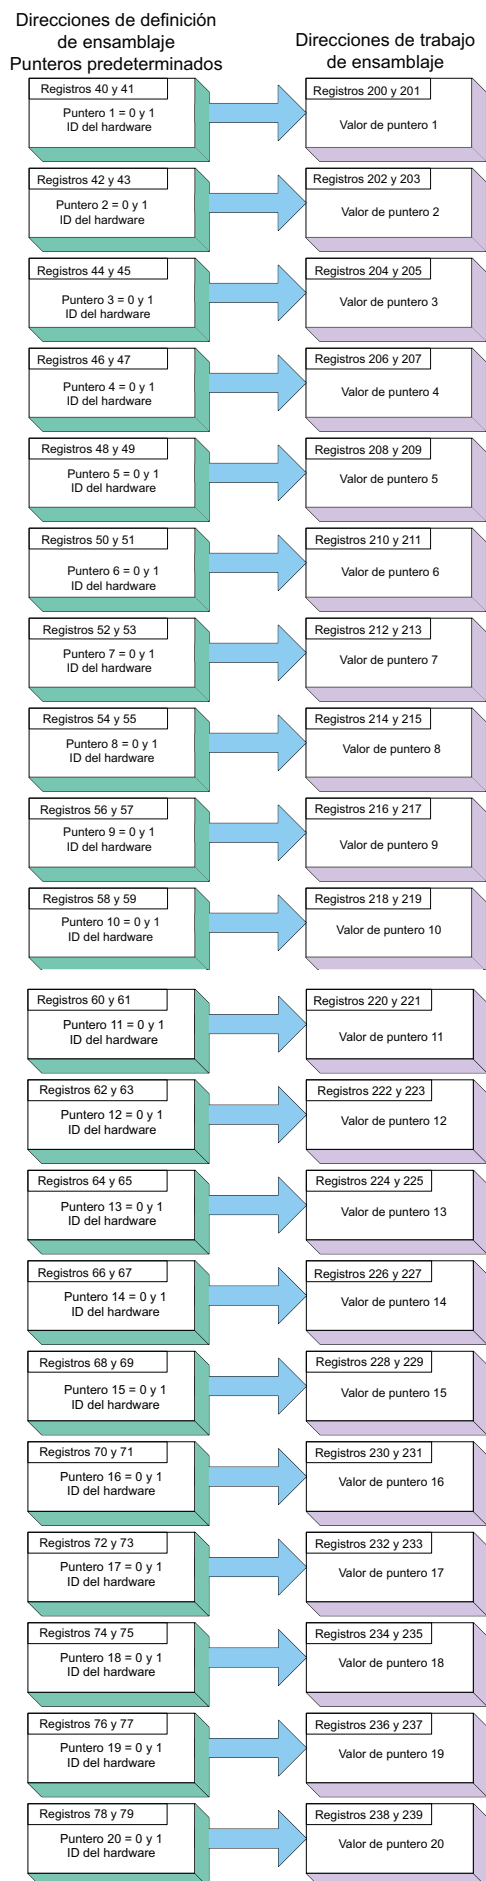 Direcciones de definición
de ensamblaje
Punteros predeterminados
Direcciones de trabajo
de ensamblaje
Registros 40 y 41
Puntero 1 = 0 y 1
ID del hardware
Registros 200 y 201
Valor de puntero 1
Registros 42 y 43
Puntero 2 = 0 y 1
ID del hardware
Registros 202 y 203
Valor de puntero 2
Registros 44 y 45
Puntero 3 = 0 y 1
ID del hardware
Registros 204 y 205
Valor de puntero 3
Registros 46 y 47
Puntero 4 = 0 y 1
ID del hardware
Registros 206 y 207
Valor de puntero 4
Registros 48 y 49
Puntero 5 = 0 y 1
ID del hardware
Registros 208 y 209
Valor de puntero 5
Registros 50 y 51
Puntero 6 = 0 y 1
ID del hardware
Registros 210 y 211
Valor de puntero 6
Registros 52 y 53
Puntero 7 = 0 y 1
ID del hardware
Registros 212 y 213
Valor de puntero 7
Registros 54 y 55
Puntero 8 = 0 y 1
ID del hardware
Registros 214 y 215
Valor de puntero 8
Registros 56 y 57
Puntero 9 = 0 y 1
ID del hardware
Registros 216 y 217
Valor de puntero 9
Registros 58 y 59
Puntero 10 = 0 y 1
ID del hardware
Registros 218 y 219
Valor de puntero 10
Registros 60 y 61
Puntero 11 = 0 y 1
ID del hardware
Registros 220 y 221
Valor de puntero 11
Registros 62 y 63
Puntero 12 = 0 y 1
ID del hardware
Registros 222 y 223
Valor de puntero 12
Registros 64 y 65
Puntero 13 = 0 y 1
ID del hardware
Registros 224 y 225
Valor de puntero 13
Registros 66 y 67
Puntero 14 = 0 y 1
ID del hardware
Registros 226 y 227
Valor de puntero 14
Registros 68 y 69
Puntero 15 = 0 y 1
ID del hardware
Registros 228 y 229
Valor de puntero 15
Registros 70 y 71
Puntero 16 = 0 y 1
ID del hardware
Registros 230 y 231
Valor de puntero 16
Registros 72 y 73
Puntero 17 = 0 y 1
ID del hardware
Registros 232 y 233
Valor de puntero 17
Registros 74 y 75
Puntero 18 = 0 y 1
ID del hardware
Registros 234 y 235
Valor de puntero 18
Registros 76 y 77
Puntero 19 = 0 y 1
ID del hardware
Registros 236 y 237
Valor de puntero 19
Registros 78 y 79
Puntero 20 = 0 y 1
ID del hardware
Registros 238 y 239
Valor de puntero 20